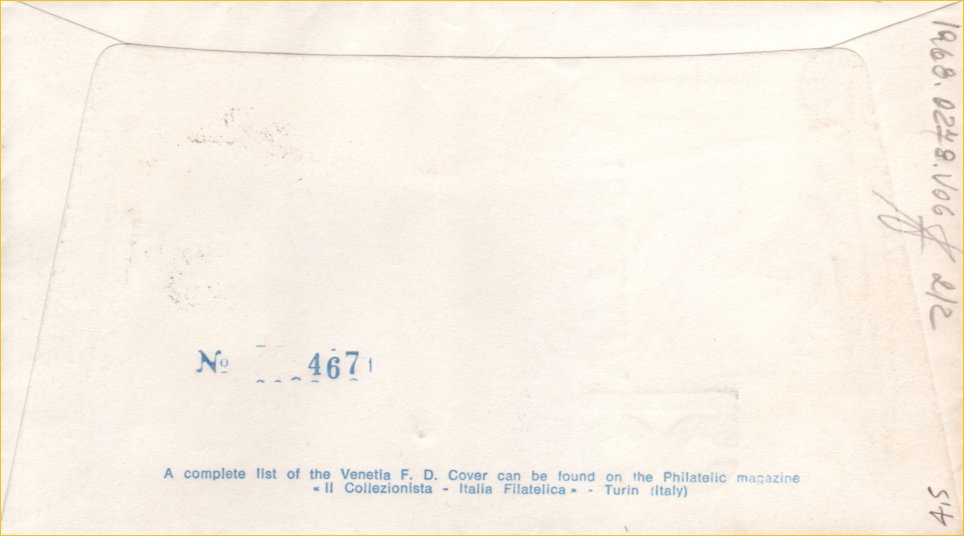 Nº 467
A complete list of the Venetia F. D. Cover can be found on the Philatelic magazine
« Il Collezionista - Italia Filatelica » - Turin (Italy)
1968.0278.V06
2/2